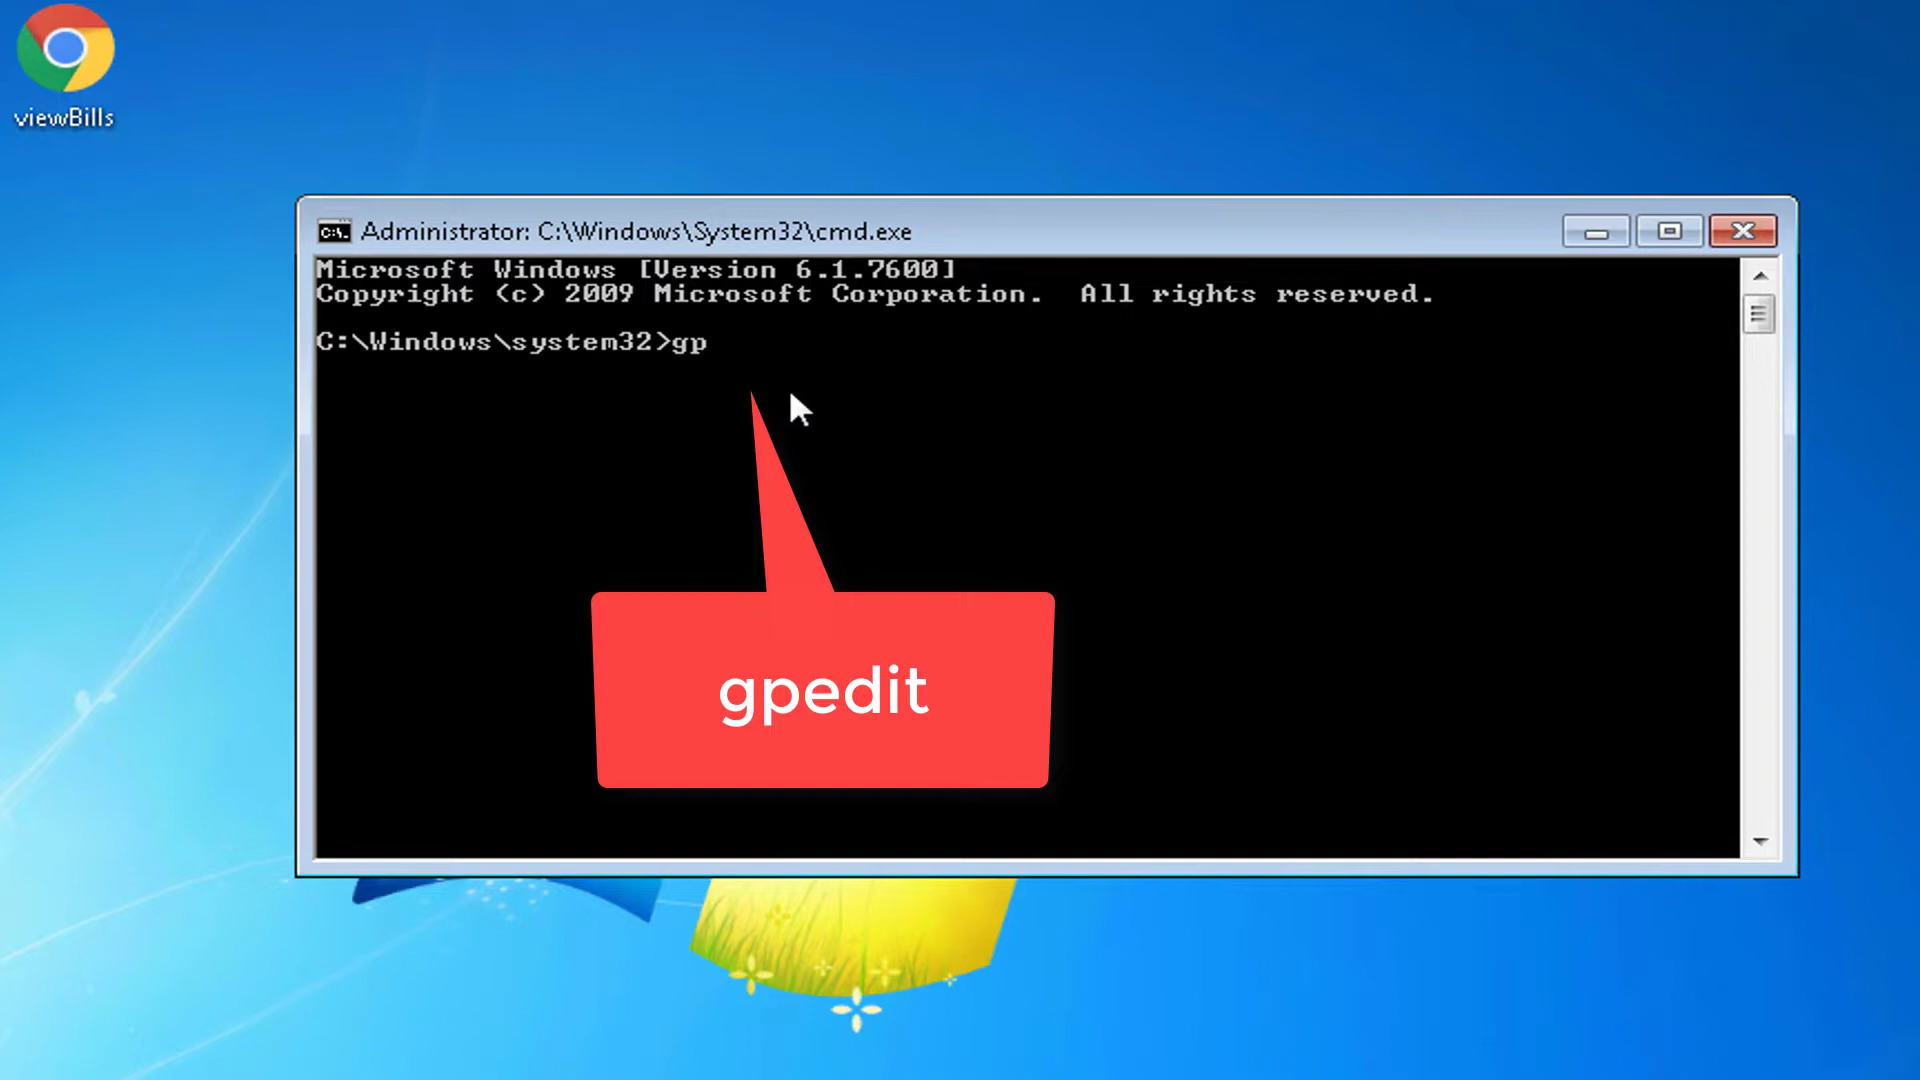 viewBills
Administrator: C:\Windows\System32\cmd.exe
Microsoft Windows [Version 6.1.7600]
Copyright (c) 2009 Microsoft Corporation.  All rights reserved.
C:\Windows\system32>gp
gpedit